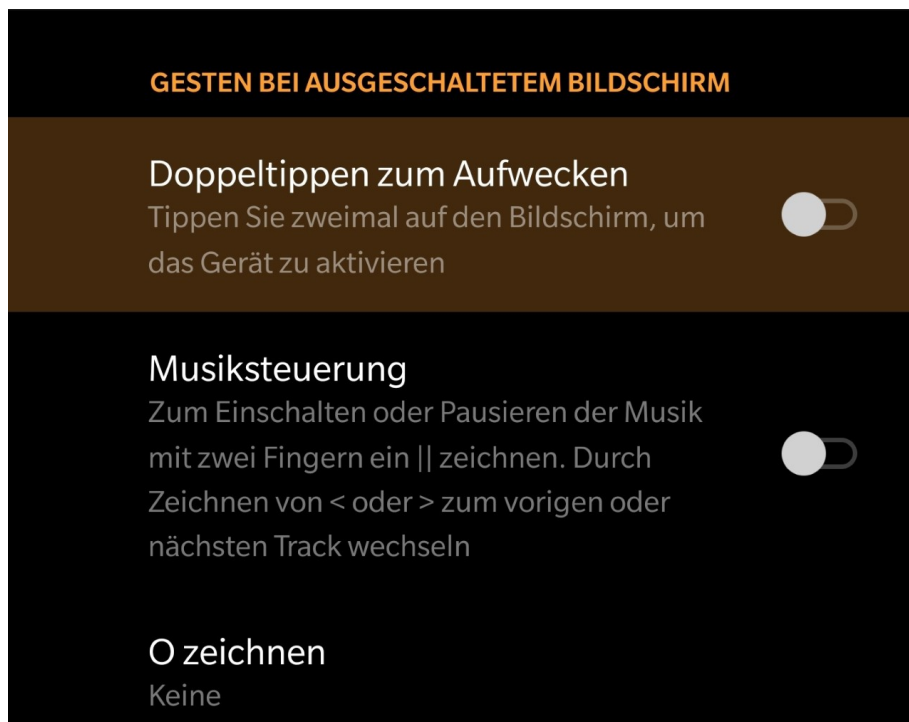 GESTEN BEI AUSGESCHALTETEM BILDSCHIRM
Doppeltippen zum Aufwecken
Tippen Sie zweimal auf den Bildschirm, um
das Gerät zu aktivieren
Musiksteuerung
Zum Einschalten oder Pausieren der Musik
mit zwei Fingern ein || zeichnen. Durch
Zeichnen von < oder > zum vorigen oder
nächsten Track wechseln
O zeichnen
Keine